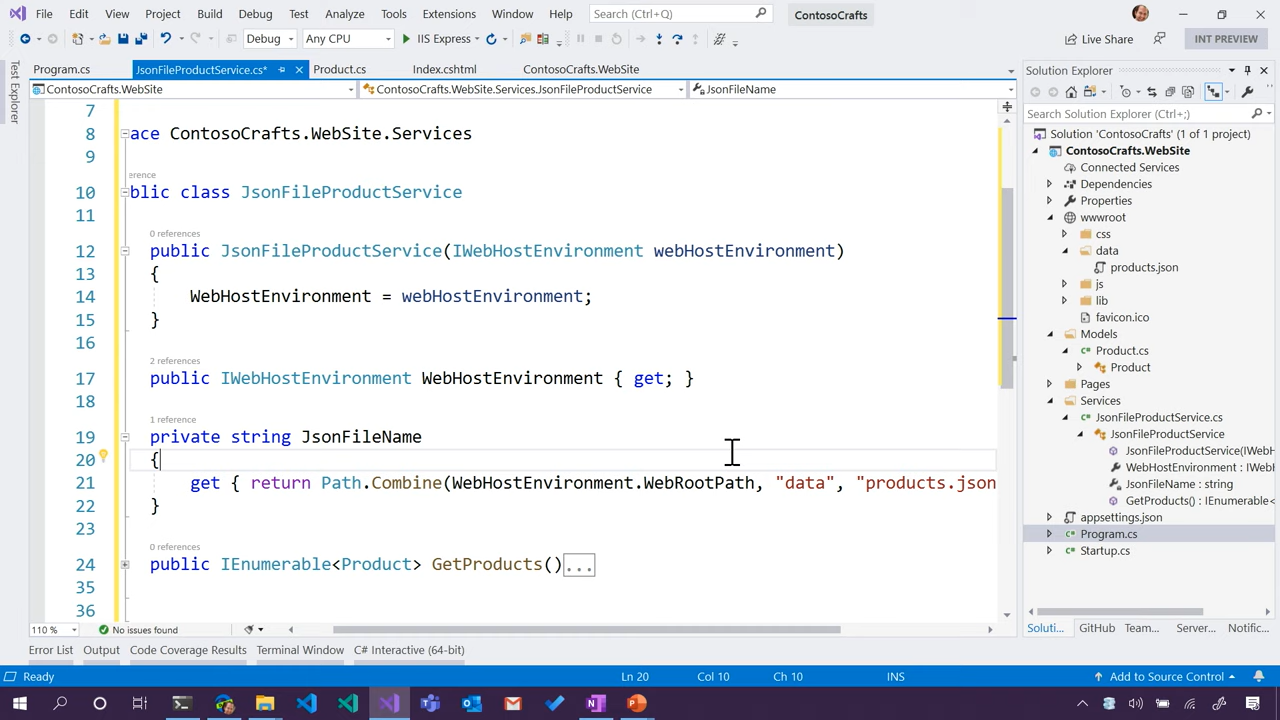 File Edit View Project Build Debug Test Analyze Tools Extensions Window Help Search (Ctrl+Q) ContosoCrafts
Debug Any CPU IIS Express Live Share INT PREVIEW
Test Explorer
Program.cs JsonFileProductService.cs* Product.cs Index.cshtml ContosoCrafts.WebSite
ContosoCrafts.WebSite ContosoCrafts.WebSite.Services.JsonFileProductService JsonFileName
7
8 ace ContosoCrafts.WebSite.Services
9
erence
10 blic class JsonFileProductService
11
0 references
12 public JsonFileProductService(IWebHostEnvironment webHostEnvironment)
13 {
14 WebHostEnvironment = webHostEnvironment;
15 }
16
2 references
17 public IWebHostEnvironment WebHostEnvironment { get; }
18
1 reference
19 private string JsonFileName
20 {
21 get { return Path.Combine(WebHostEnvironment.WebRootPath, "data", "products.json
22 }
23
0 references
24 public IEnumerable<Product> GetProducts()...
35
36
110 % No issues found
Solution Explorer
Search Solution Explorer (Ctrl+;)
Solution 'ContosoCrafts' (1 of 1 project)
ContosoCrafts.WebSite
Connected Services
Dependencies
Properties
wwwroot
css
data
products.json
js
lib
favicon.ico
Models
Product.cs
Product
Pages
Services
JsonFileProductService.cs
JsonFileProductService
JsonFileProductService(IWebH
WebHostEnvironment : IWebH
JsonFileName : string
GetProducts() : IEnumerable<
appsettings.json
Program.cs
Startup.cs
Soluti... GitHub Team... Server... Notific...
Error List Output Code Coverage Results Terminal Window C# Interactive (64-bit)
Ready Ln 20 Col 10 Ch 10 INS Add to Source Control